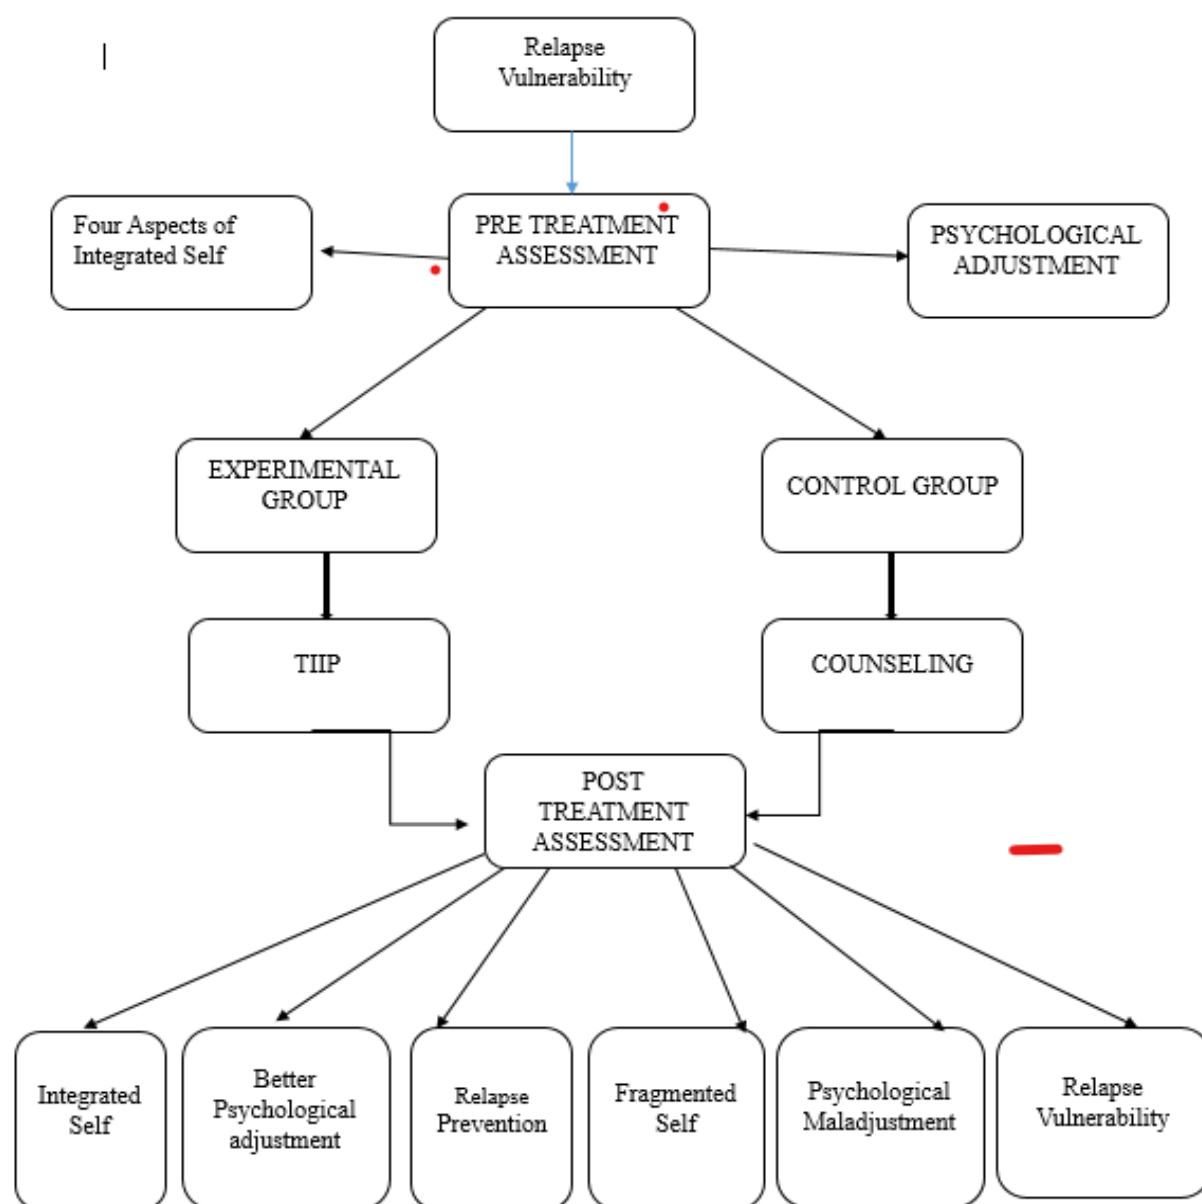 Relapse
Vulnerability
Four Aspects of
Integrated Self
PRE TREATMENT
ASSESSMENT
PSYCHOLOGICAL
ADJUSTMENT
EXPERIMENTAL
GROUP
CONTROL GROUP
TIIP
COUNSELING
POST
TREATMENT
ASSESSMENT
Integrated
Self
Better
Psychological
adjustment
Relapse
Prevention
Fragmented
Self
Psychological
Maladjustment
Relapse
Vulnerability